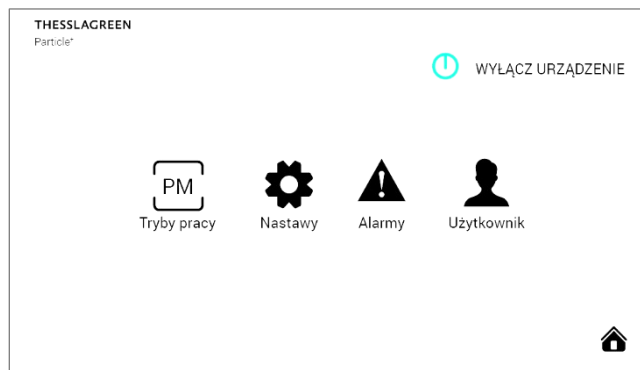 THESSLAGREEN
Particle⁺
WYŁĄCZ URZĄDZENIE
PM
Tryby pracy
Nastawy
Alarmy
Użytkownik